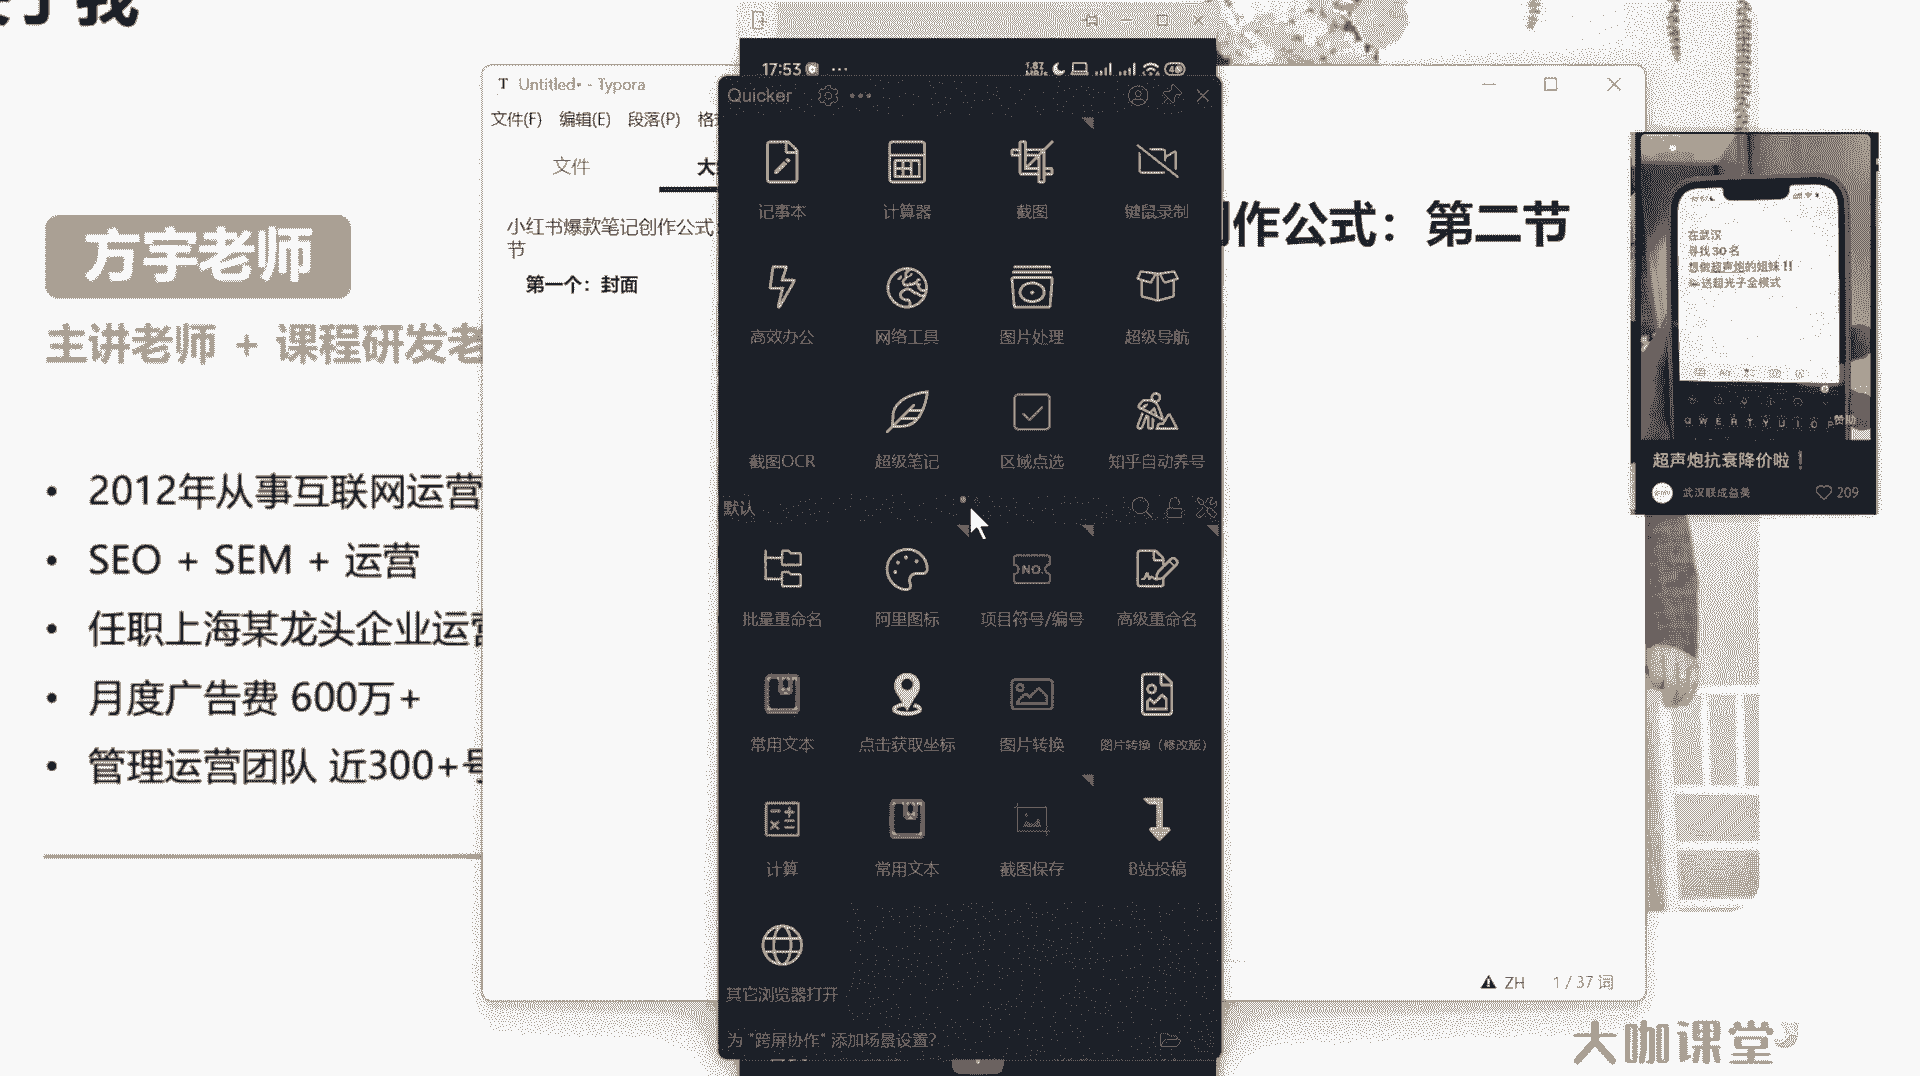 方宇老师
主讲老师 + 课程研发老
• 2012年从事互联网运营
• SEO + SEM + 运营
• 任职上海某龙头企业运营
• 月度广告费 600万+
• 管理运营团队 近300+号
T Untitled• - Typora
文件(F) 编辑(E) 段落(P) 格式
文件 大
小红书爆款笔记创作公式：
节
第一个：封面
创作公式：第二节
ZH 1 / 37 词
17:53
Quicker
记事本 计算器 截图 键鼠录制
高效办公 网络工具 图片处理 超级导航
截图OCR 超级笔记 区域点选 知乎自动养号
默认
NO.
批量重命名 阿里图标 项目符号/编号 高级重命名
常用文本 点击获取坐标 图片转换 图片转换（修改版）
计算 常用文本 截图保存 B站投稿
其它浏览器打开
为 "跨屏协作" 添加场景设置?
在武汉
寻找30名
想做超声炮的姐妹!!
送超光子全模式
Q W E R T Y U I O P
赞助
超声炮抗衰降价啦！
武汉联成益美 209
大咖课堂